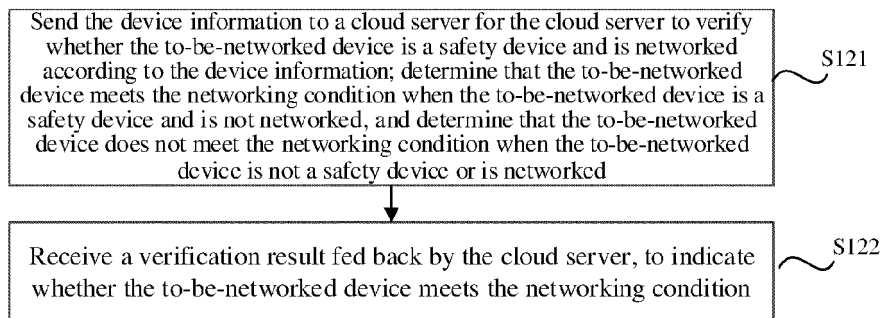 Send the device information to a cloud server for the cloud server to verify
whether the to-be-networked device is a safety device and is networked
according to the device information; determine that the to-be-networked
device meets the networking condition when the to-be-networked device is a
safety device and is not networked, and determine that the to-be-networked
device does not meet the networking condition when the to-be-networked
device is not a safety device or is networked
S121
Receive a verification result fed back by the cloud server, to indicate
whether the to-be-networked device meets the networking condition
S122